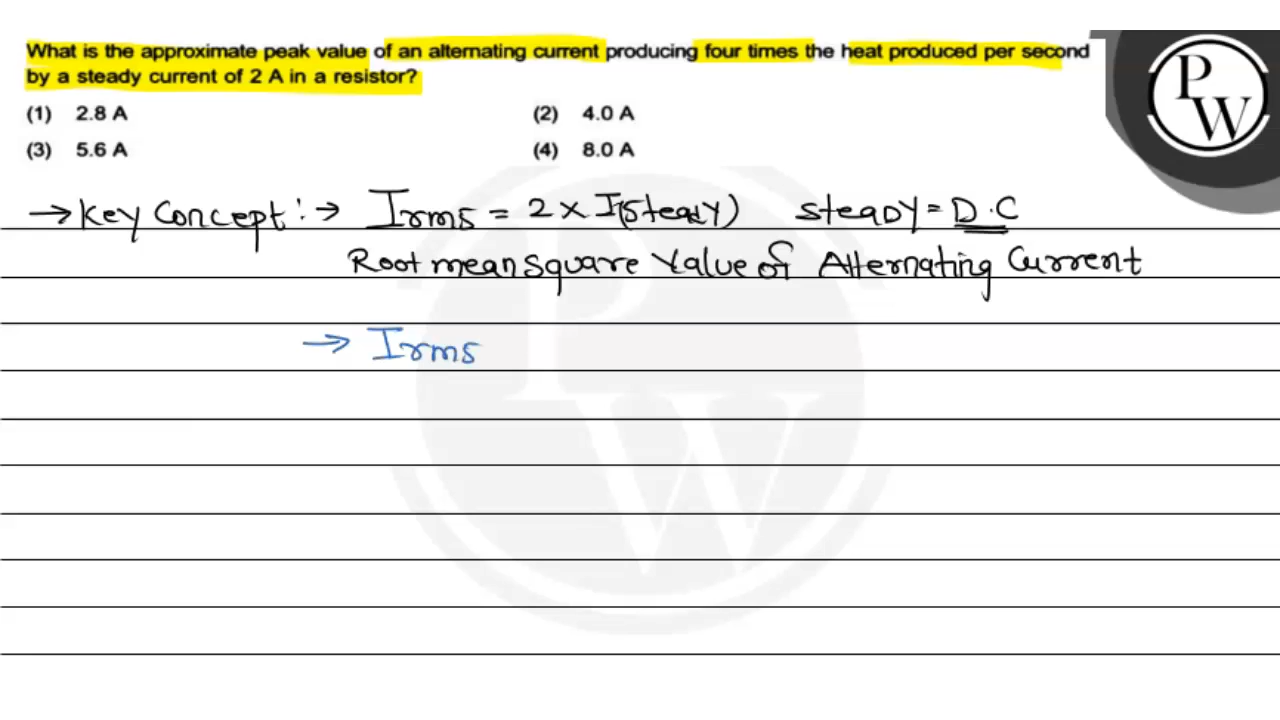 What is the approximate peak value of an alternating current producing four times the heat produced per second
by a steady current of 2 A in a resistor?
(1) 2.8 A (2) 4.0 A
(3) 5.6 A (4) 8.0 A
P
W
→ Key Concept :→ Irms = 2 × I(steady) steady = D.C
Root mean square Value of Alternating Current
→ Irms